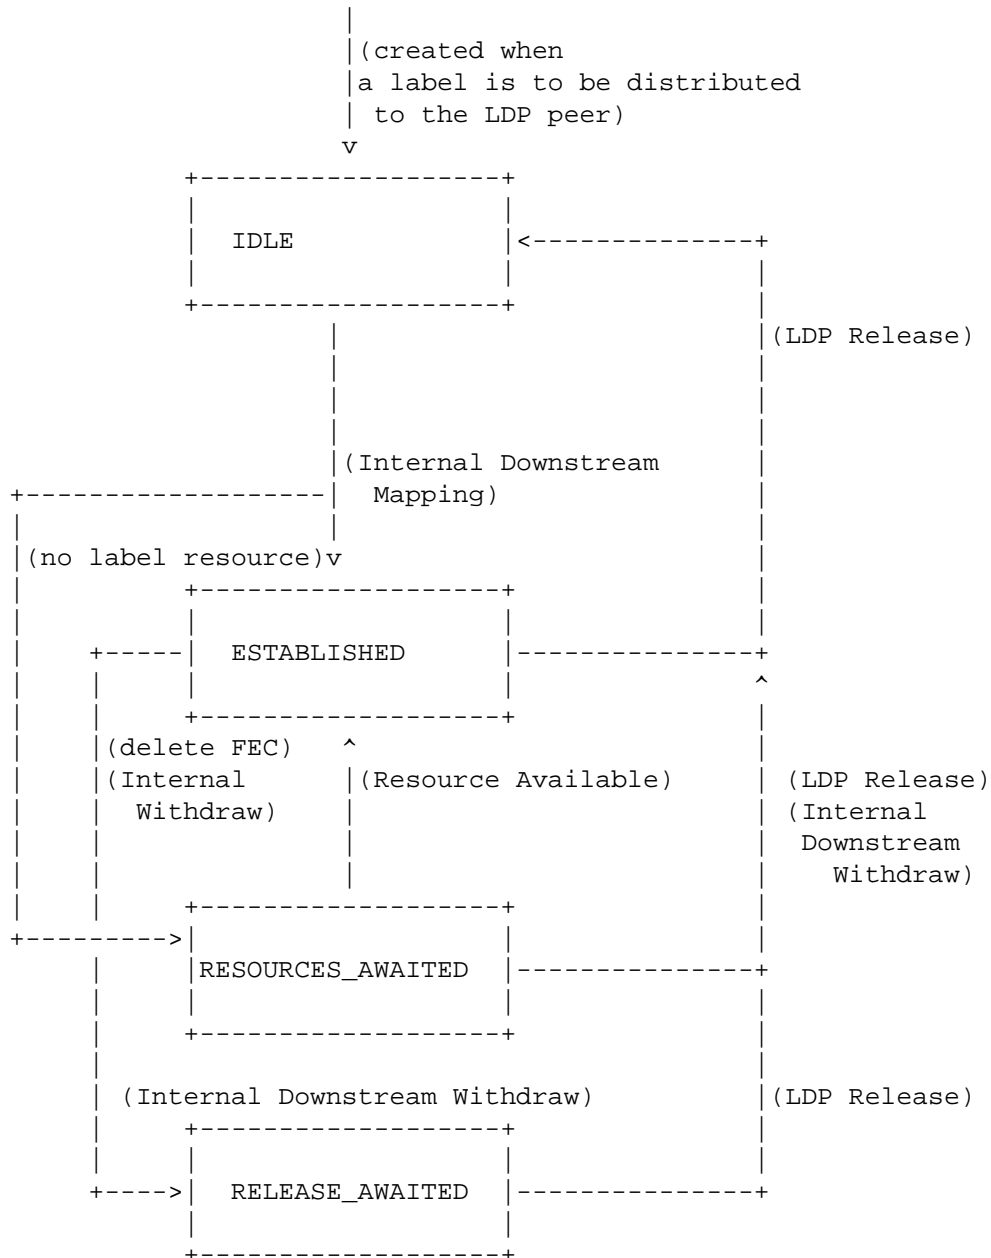 (created when
a label is to be distributed
to the LDP peer)
v
IDLE
(LDP Release)
(Internal Downstream
Mapping)
(no label resource)v
ESTABLISHED
(delete FEC)
(Internal
Withdraw)
(Resource Available)
(LDP Release)
(Internal
Downstream
Withdraw)
RESOURCES_AWAITED
(Internal Downstream Withdraw)
(LDP Release)
RELEASE_AWAITED